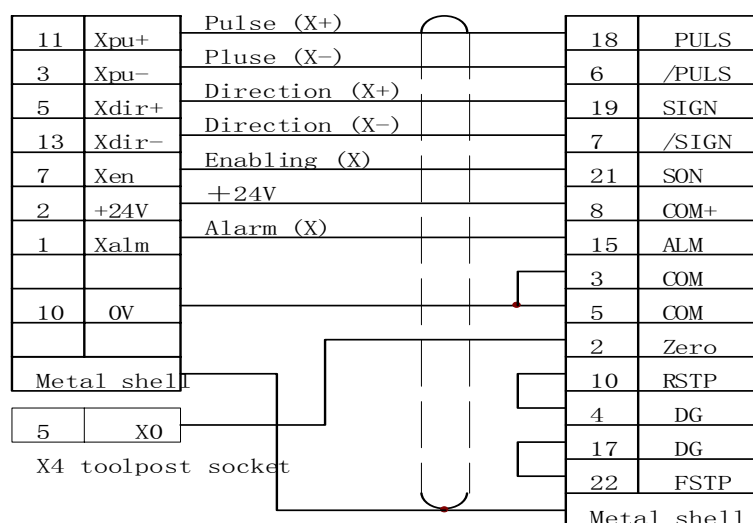 11 Xpu+ Pulse (X+) 18 PULS
3 Xpu- Pluse (X-) 6 /PULS
5 Xdir+ Direction (X+) 19 SIGN
13 Xdir- Direction (X-) 7 /SIGN
7 Xen Enabling (X) 21 SON
2 +24V +24V 8 COM+
1 Xalm Alarm (X) 15 ALM
3 COM
10 0V 5 COM
2 Zero
Metal shell 10 RSTP
4 DG
5 X0 17 DG
X4 toolpost socket 22 FSTP
Metal shell